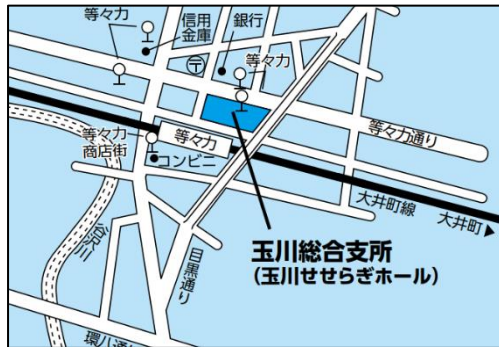 等々力
信用
金庫
銀行
〒
等々力
等々力
等々力
商店街
コンビニ
等々力通り
大井町線
大井町
谷沢川
目黒通り
玉川総合支所
(玉川せせらぎホール)
環八通り